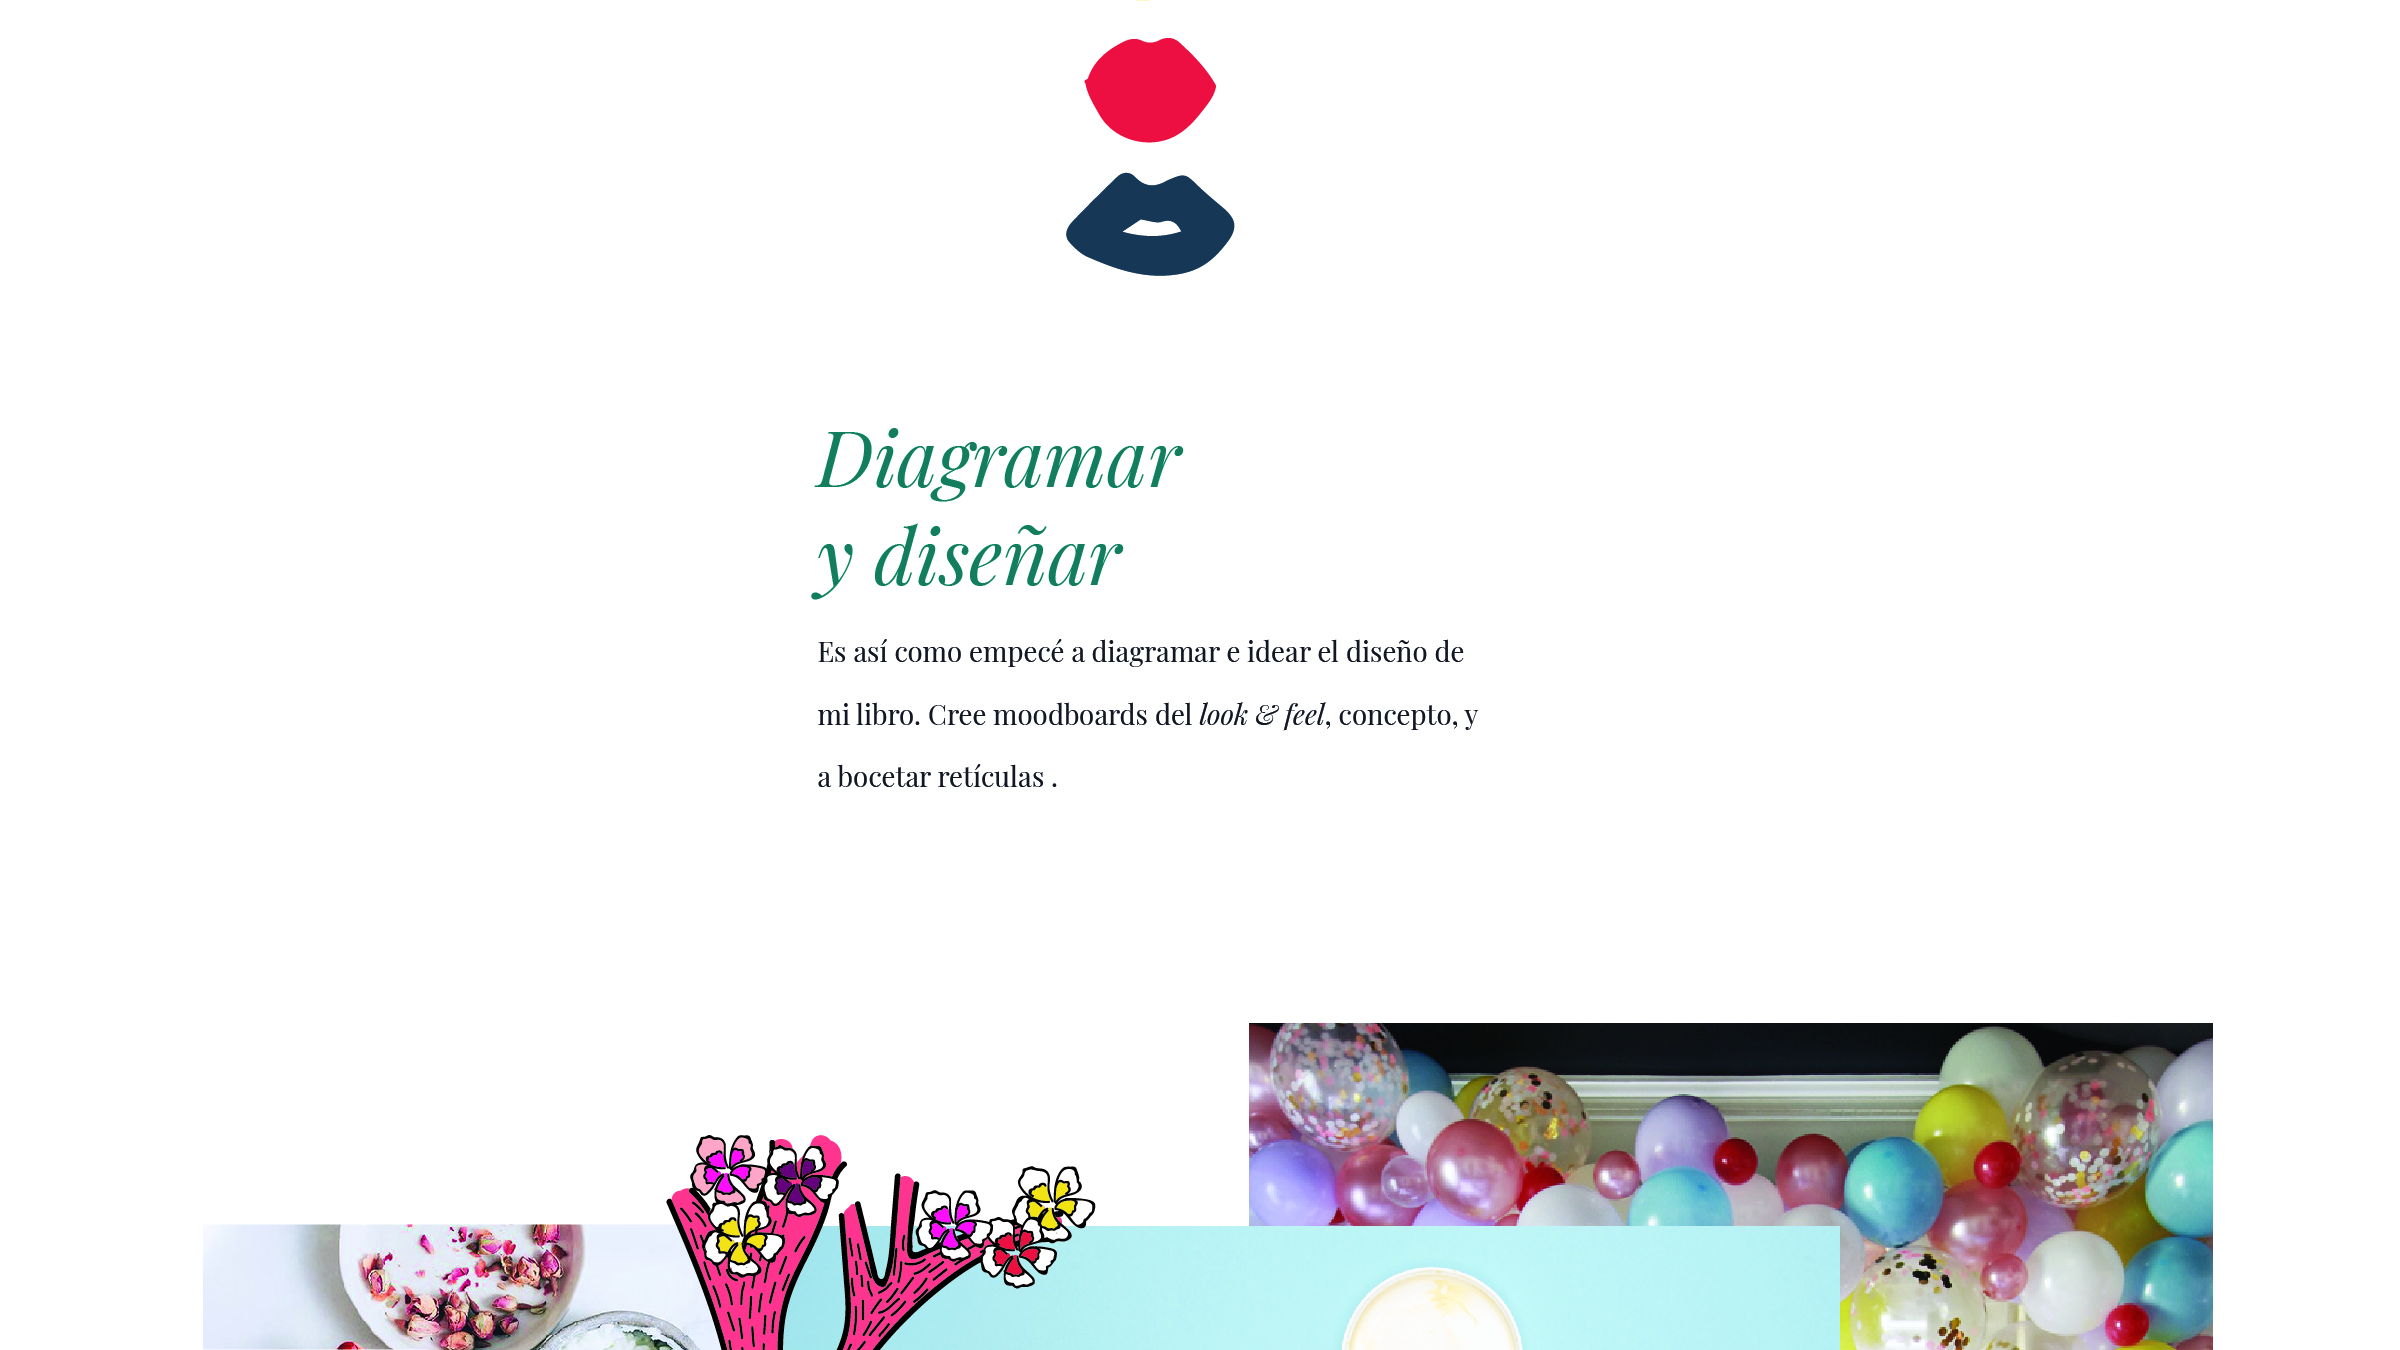 Diagramar
y diseñar
Es así como empecé a diagramar e idear el diseño de
mi libro. Cree moodboards del look & feel, concepto, y
a bocetar retículas .